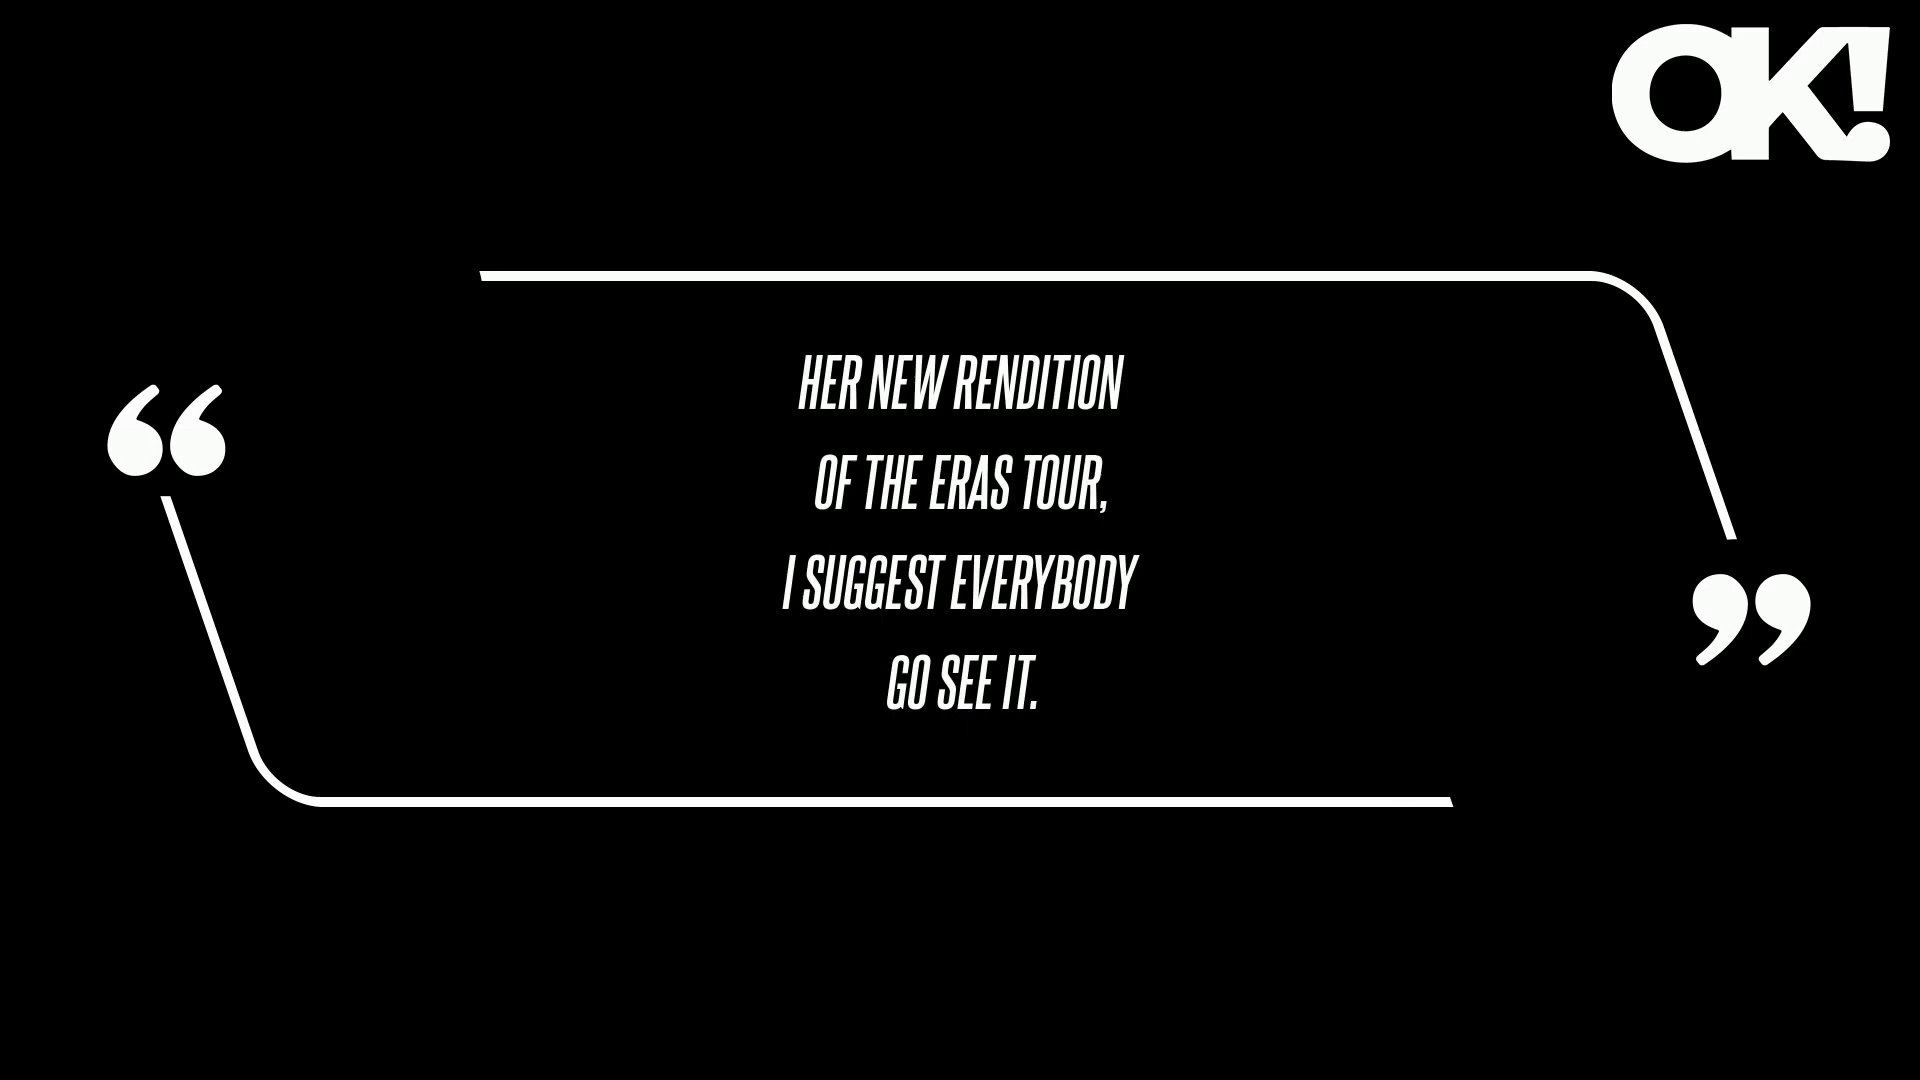 OK!
“
HER NEW RENDITION
OF THE ERAS TOUR,
I SUGGEST EVERYBODY
GO SEE IT.
”